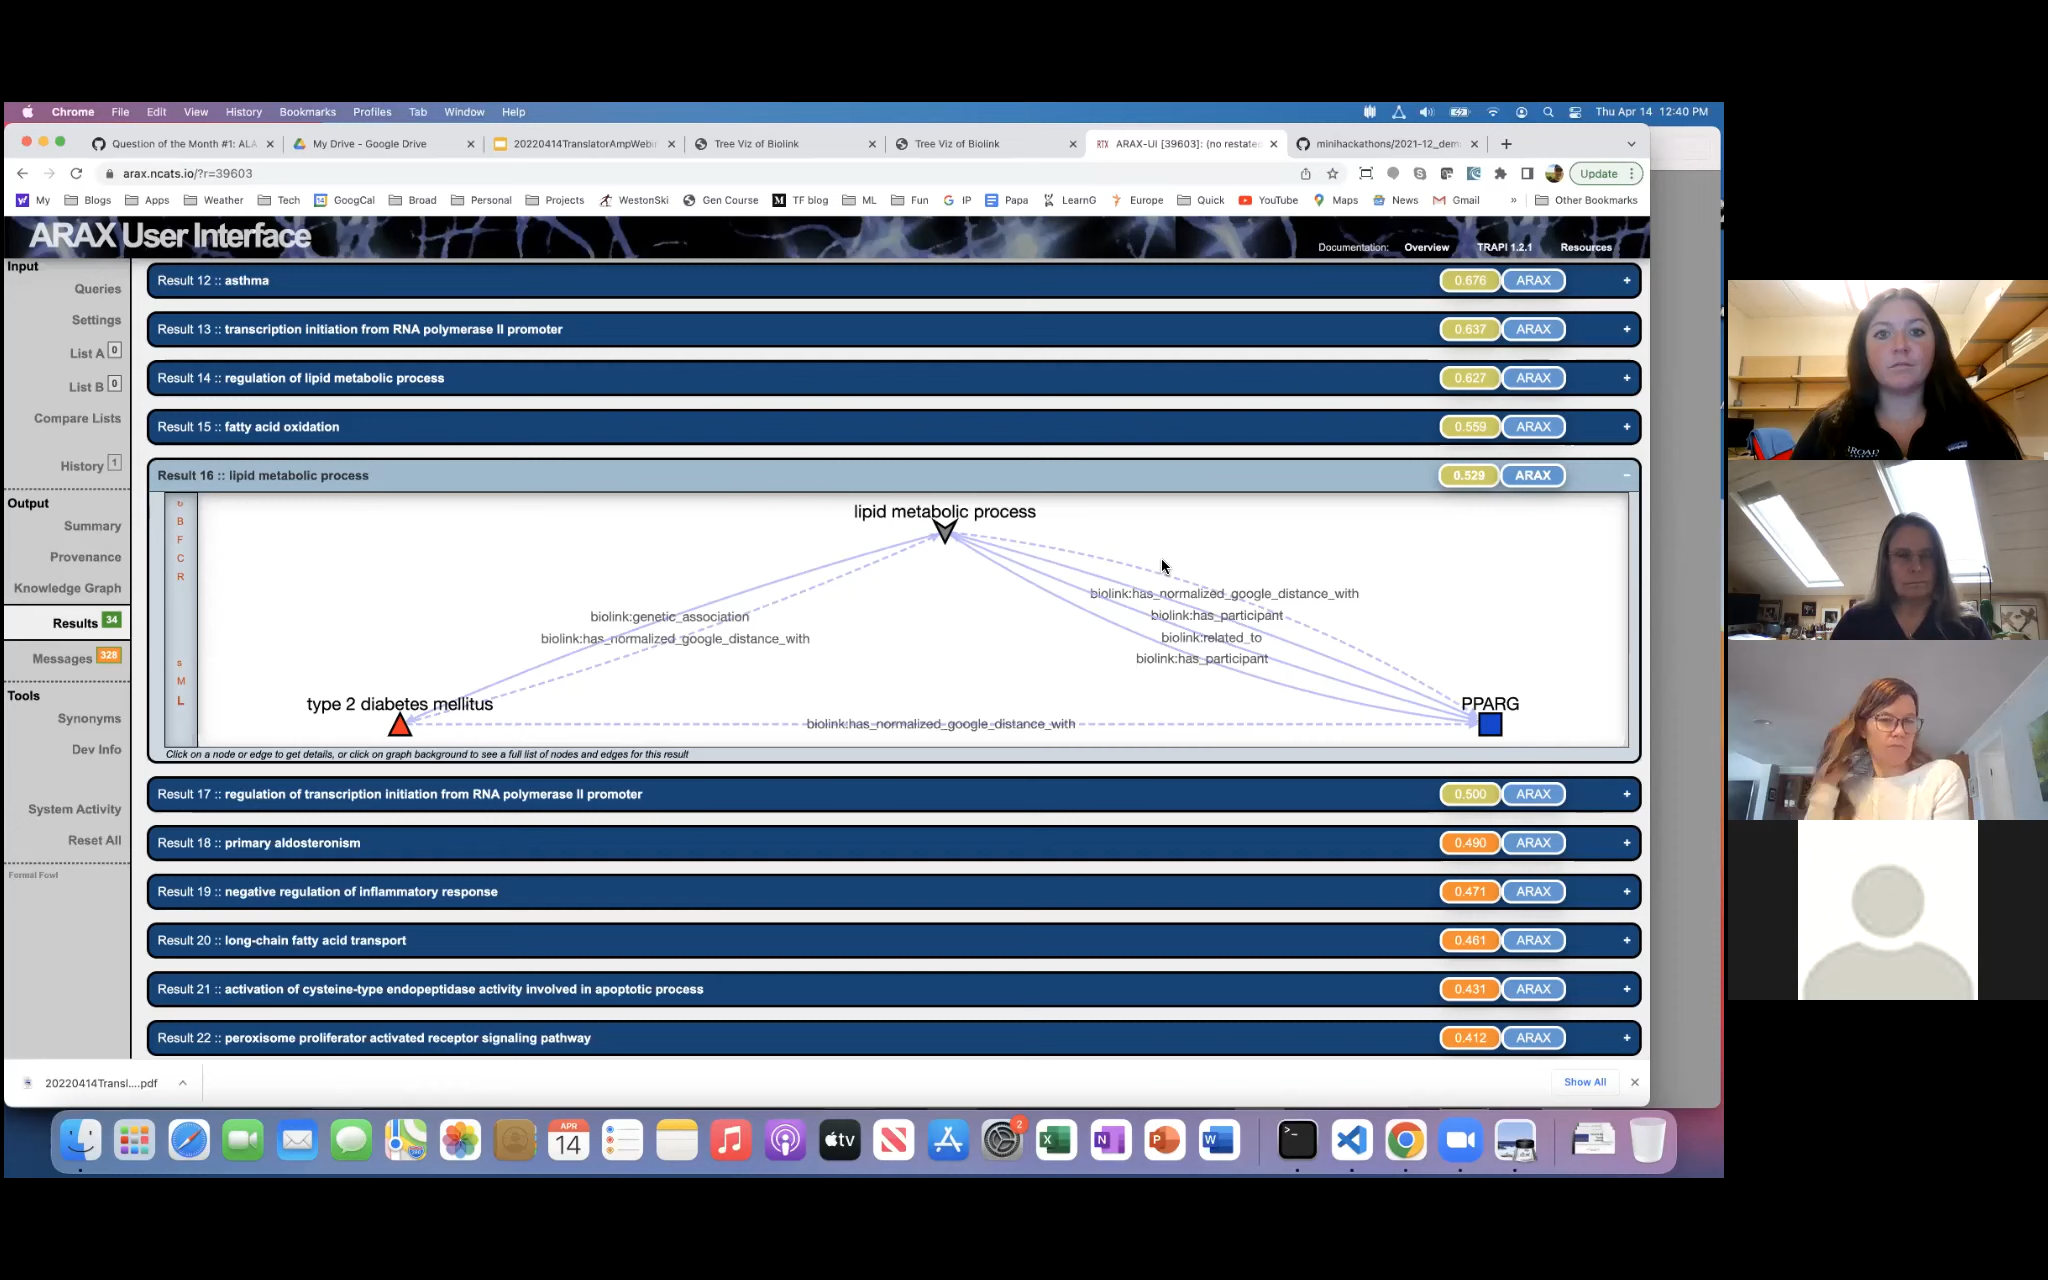 Chrome File Edit View History Bookmarks Profiles Tab Window Help Thu Apr 14 12:40 PM
Question of the Month #1: ALA My Drive - Google Drive 20220414TranslatorAmpWebi Tree Viz of Biolink Tree Viz of Biolink RTX ARAX-UI [39603]: (no restate minihackathons/2021-12_dem
arax.ncats.io/?r=39603 Update
My Blogs Apps Weather Tech GoogCal Broad Personal Projects WestonSki Gen Course TF blog ML Fun IP Papa LearnG Europe Quick YouTube Maps News Gmail » Other Bookmarks
ARAX User Interface
Documentation: Overview TRAPI 1.2.1 Resources
Input
Queries
Settings
List A 0
List B 0
Compare Lists
History 1
Output
Summary
Provenance
Knowledge Graph
Results 34
Messages 328
Tools
Synonyms
Dev Info
System Activity
Reset All
Formal Fowl
Result 12 :: asthma 0.676 ARAX +
Result 13 :: transcription initiation from RNA polymerase II promoter 0.637 ARAX +
Result 14 :: regulation of lipid metabolic process 0.627 ARAX +
Result 15 :: fatty acid oxidation 0.559 ARAX +
Result 16 :: lipid metabolic process 0.529 ARAX −
B
F
C
R
S
M
L
lipid metabolic process
biolink:has_normalized_google_distance_with
biolink:genetic_association biolink:has_participant
biolink:has_normalized_google_distance_with biolink:related_to
biolink:has_participant
type 2 diabetes mellitus PPARG
biolink:has_normalized_google_distance_with
Click on a node or edge to get details, or click on graph background to see a full list of nodes and edges for this result
Result 17 :: regulation of transcription initiation from RNA polymerase II promoter 0.500 ARAX +
Result 18 :: primary aldosteronism 0.490 ARAX +
Result 19 :: negative regulation of inflammatory response 0.471 ARAX +
Result 20 :: long-chain fatty acid transport 0.461 ARAX +
Result 21 :: activation of cysteine-type endopeptidase activity involved in apoptotic process 0.431 ARAX +
Result 22 :: peroxisome proliferator activated receptor signaling pathway 0.412 ARAX +
20220414Transl....pdf Show All
APR
14
tv
2
X N P W